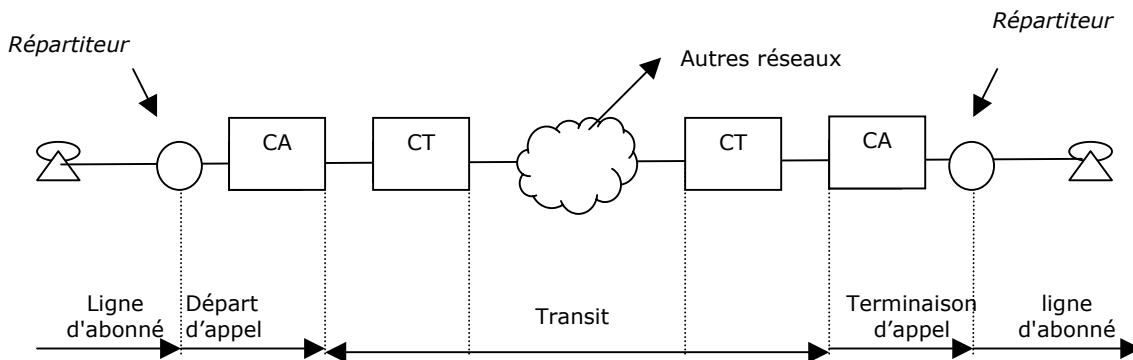 Répartiteur
Répartiteur
Autres réseaux
CA
CT
CT
CA
Ligne
d'abonné
Départ
d’appel
Transit
Terminaison
d’appel
ligne
d'abonné